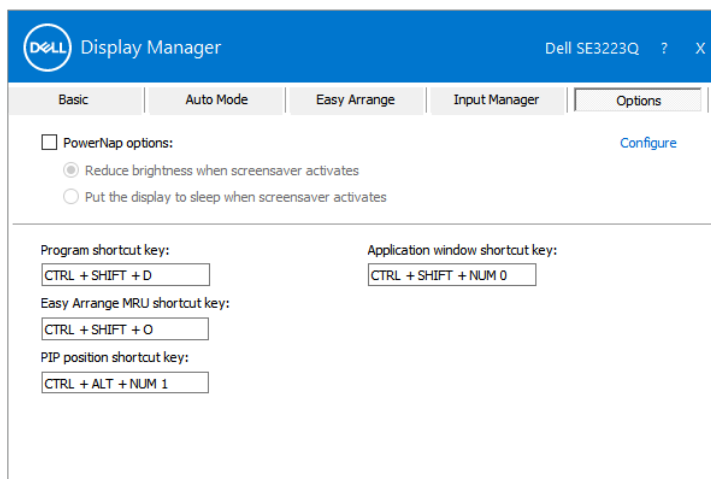 DELL Display Manager Dell SE3223Q ? X
Basic Auto Mode Easy Arrange Input Manager Options
PowerNap options: Configure
Reduce brightness when screensaver activates
Put the display to sleep when screensaver activates
Program shortcut key: Application window shortcut key:
CTRL + SHIFT + D CTRL + SHIFT + NUM 0
Easy Arrange MRU shortcut key:
CTRL + SHIFT + O
PIP position shortcut key:
CTRL + ALT + NUM 1